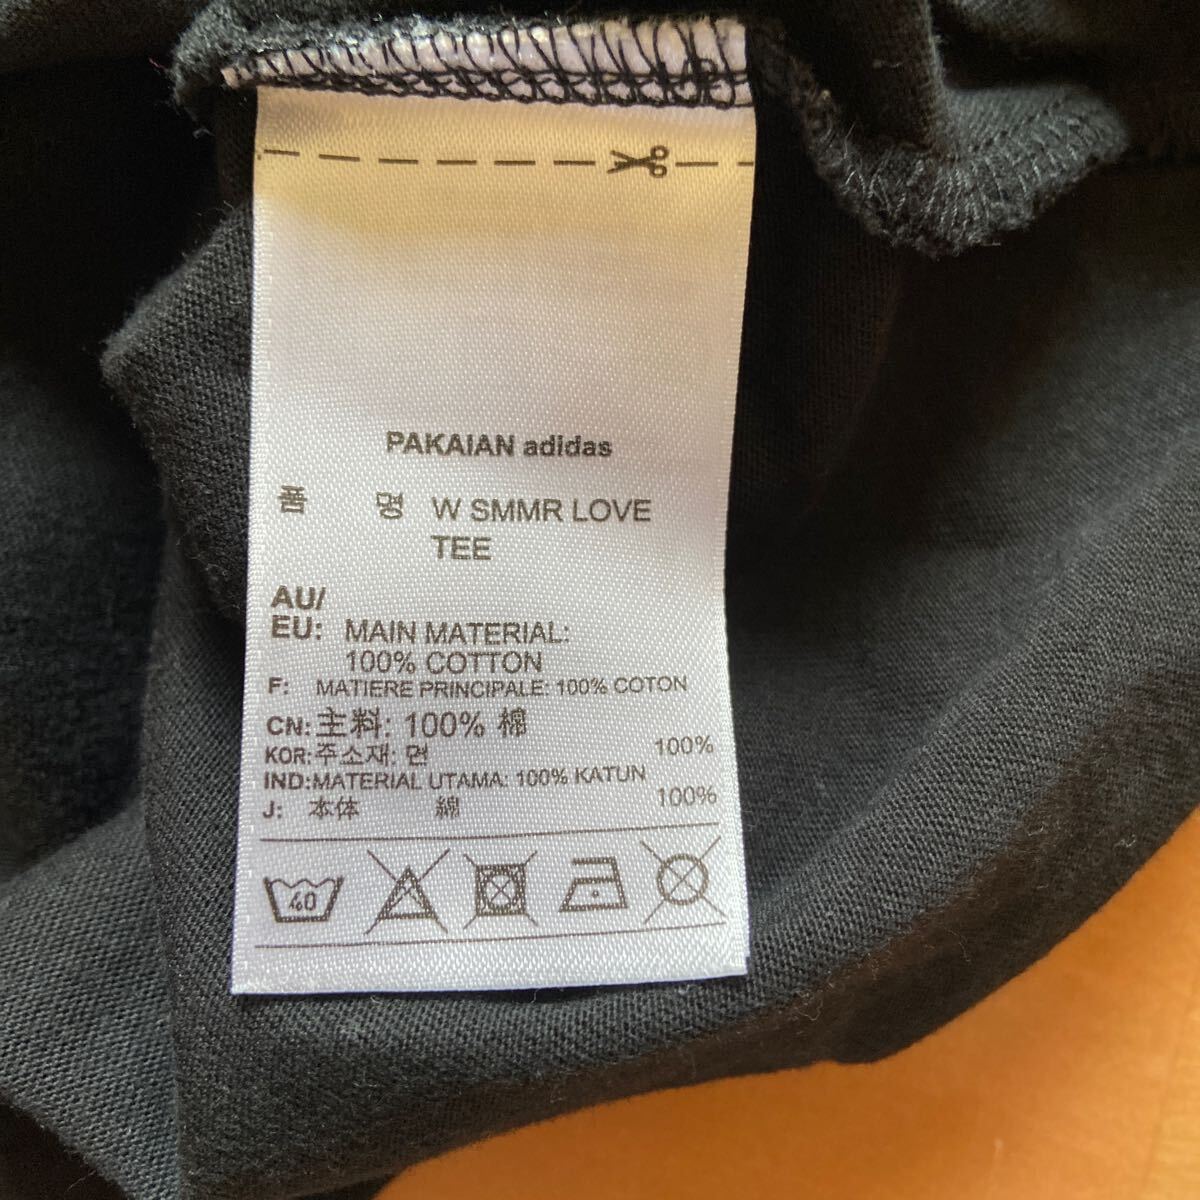 PAKAIAN adidas
품 명 W SMMR LOVE
TEE
AU/
EU: MAIN MATERIAL:
100% COTTON
F: MATIERE PRINCIPALE: 100% COTON
CN: 主料: 100% 棉
KOR: 주소재: 면 100%
IND: MATERIAL UTAMA: 100% KATUN
J: 本体 綿 100%
40